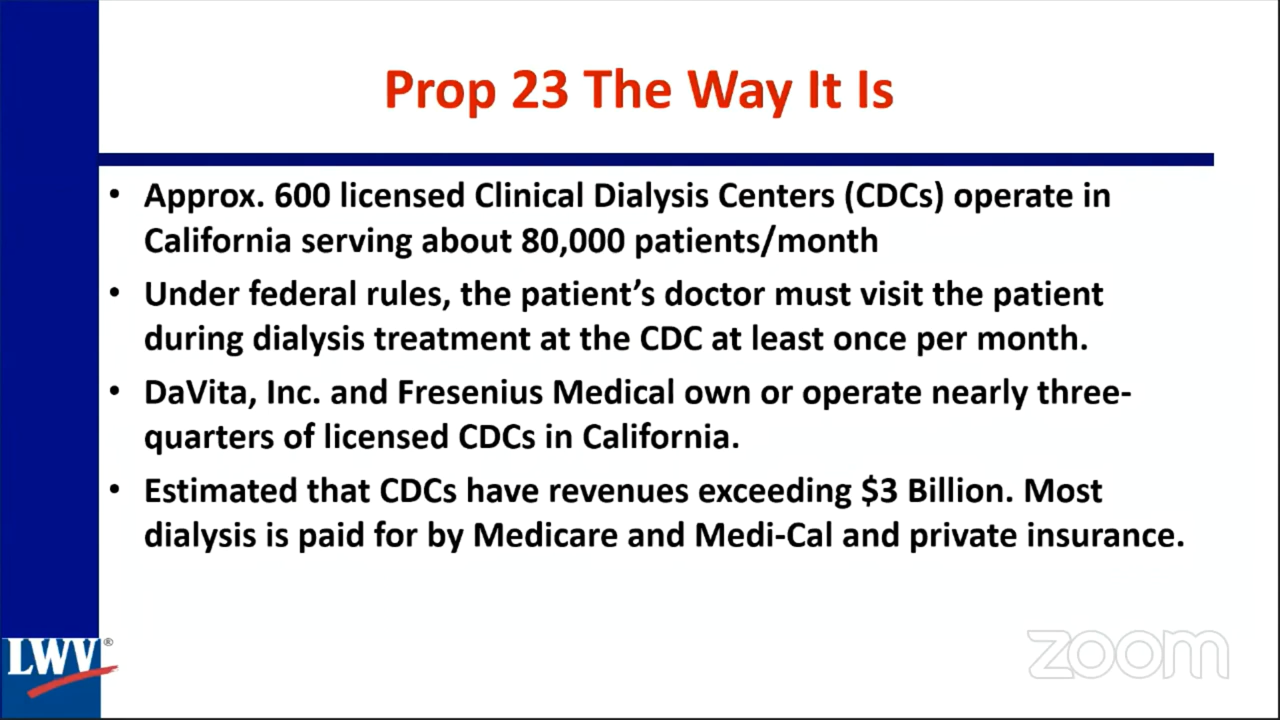 Prop 23 The Way It Is
• Approx. 600 licensed Clinical Dialysis Centers (CDCs) operate in
California serving about 80,000 patients/month
• Under federal rules, the patient’s doctor must visit the patient
during dialysis treatment at the CDC at least once per month.
• DaVita, Inc. and Fresenius Medical own or operate nearly three-
quarters of licensed CDCs in California.
• Estimated that CDCs have revenues exceeding $3 Billion. Most
dialysis is paid for by Medicare and Medi-Cal and private insurance.
LWV®
zoom